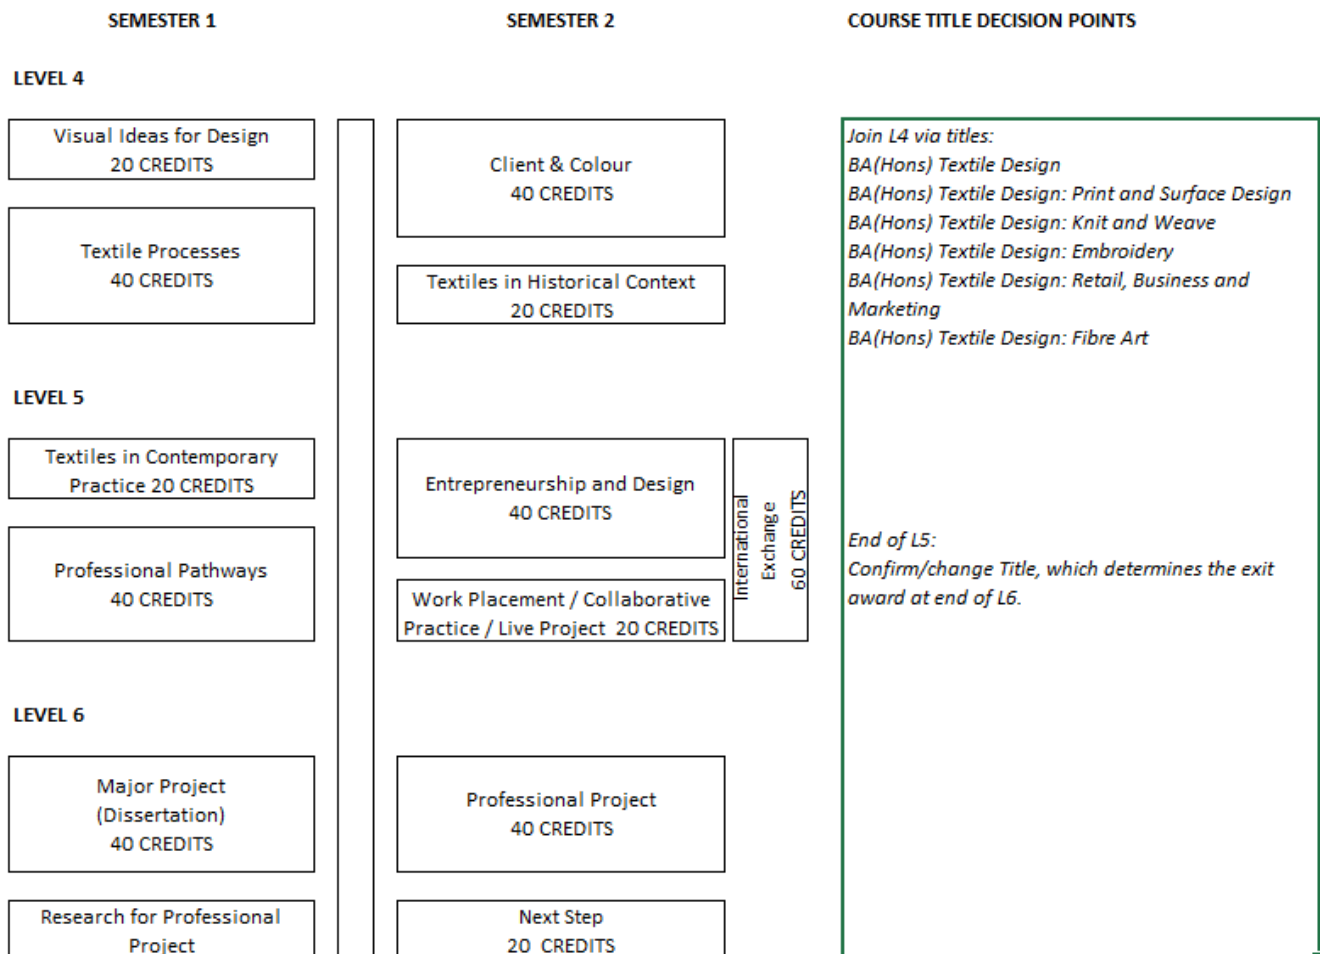 SEMESTER 1
SEMESTER 2
COURSE TITLE DECISION POINTS
LEVEL 4
Visual Ideas for Design
20 CREDITS
Textile Processes
40 CREDITS
Client & Colour
40 CREDITS
Textiles in Historical Context
20 CREDITS
Join L4 via titles:
BA(Hons) Textile Design
BA(Hons) Textile Design: Print and Surface Design
BA(Hons) Textile Design: Knit and Weave
BA(Hons) Textile Design: Embroidery
BA(Hons) Textile Design: Retail, Business and
Marketing
BA(Hons) Textile Design: Fibre Art
LEVEL 5
Textiles in Contemporary
Practice 20 CREDITS
Professional Pathways
40 CREDITS
Entrepreneurship and Design
40 CREDITS
Work Placement / Collaborative
Practice / Live Project 20 CREDITS
International
Exchange
60 CREDITS
End of L5:
Confirm/change Title, which determines the exit
award at end of L6.
LEVEL 6
Major Project
(Dissertation)
40 CREDITS
Research for Professional
Project
Professional Project
40 CREDITS
Next Step
20 CREDITS